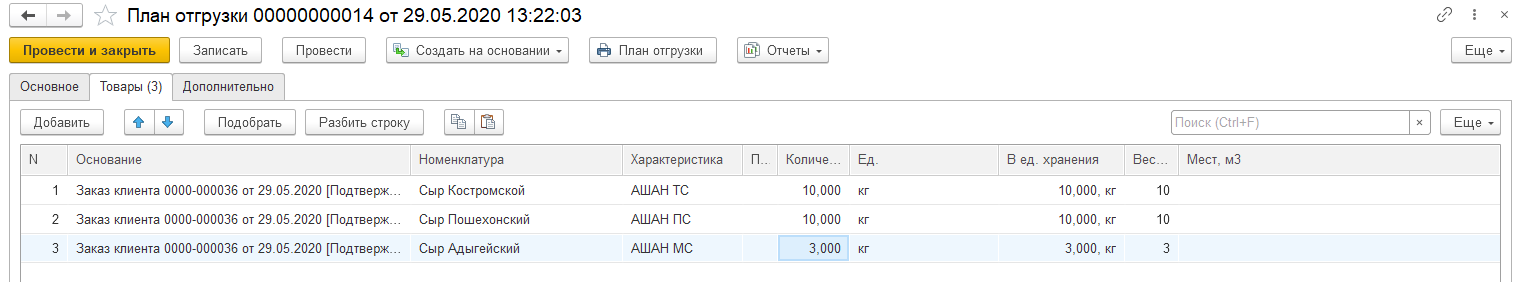 План отгрузки 00000000014 от 29.05.2020 13:22:03
Провести и закрыть Записать Провести Создать на основании План отгрузки Отчеты Еще
Основное Товары (3) Дополнительно
Добавить Подобрать Разбить строку Поиск (Ctrl+F) × Еще
N Основание Номенклатура Характеристика П... Количе... Ед. В ед. хранения Вес... Мест, м3
1 Заказ клиента 0000-000036 от 29.05.2020 [Подтверж... Сыр Костромской АШАН ТС 10,000 кг 10,000, кг 10
2 Заказ клиента 0000-000036 от 29.05.2020 [Подтверж... Сыр Пошехонский АШАН ПС 10,000 кг 10,000, кг 10
3 Заказ клиента 0000-000036 от 29.05.2020 [Подтверж... Сыр Адыгейский АШАН МС 3,000 кг 3,000, кг 3